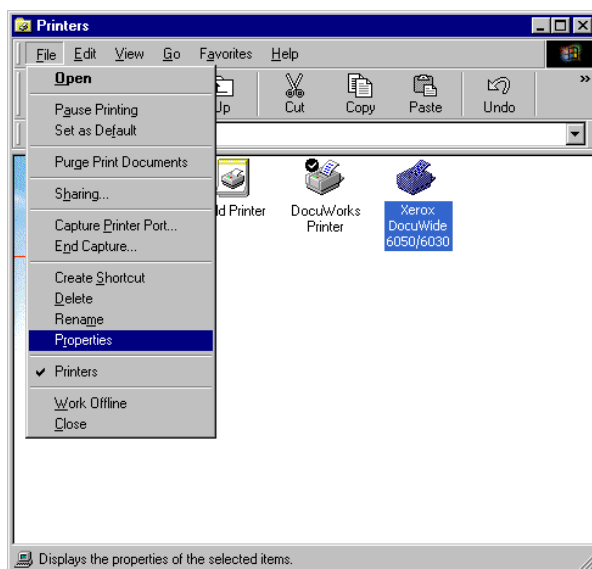 Printers
File Edit View Go Favorites Help
Up Cut Copy Paste Undo »
Open
Pause Printing
Set as Default
Purge Print Documents
Sharing...
Capture Printer Port...
End Capture...
Create Shortcut
Delete
Rename
Properties
✔ Printers
Work Offline
Close
Printer
DocuWorks
Printer
Xerox
DocuWide
6050/6030
Displays the properties of the selected items.